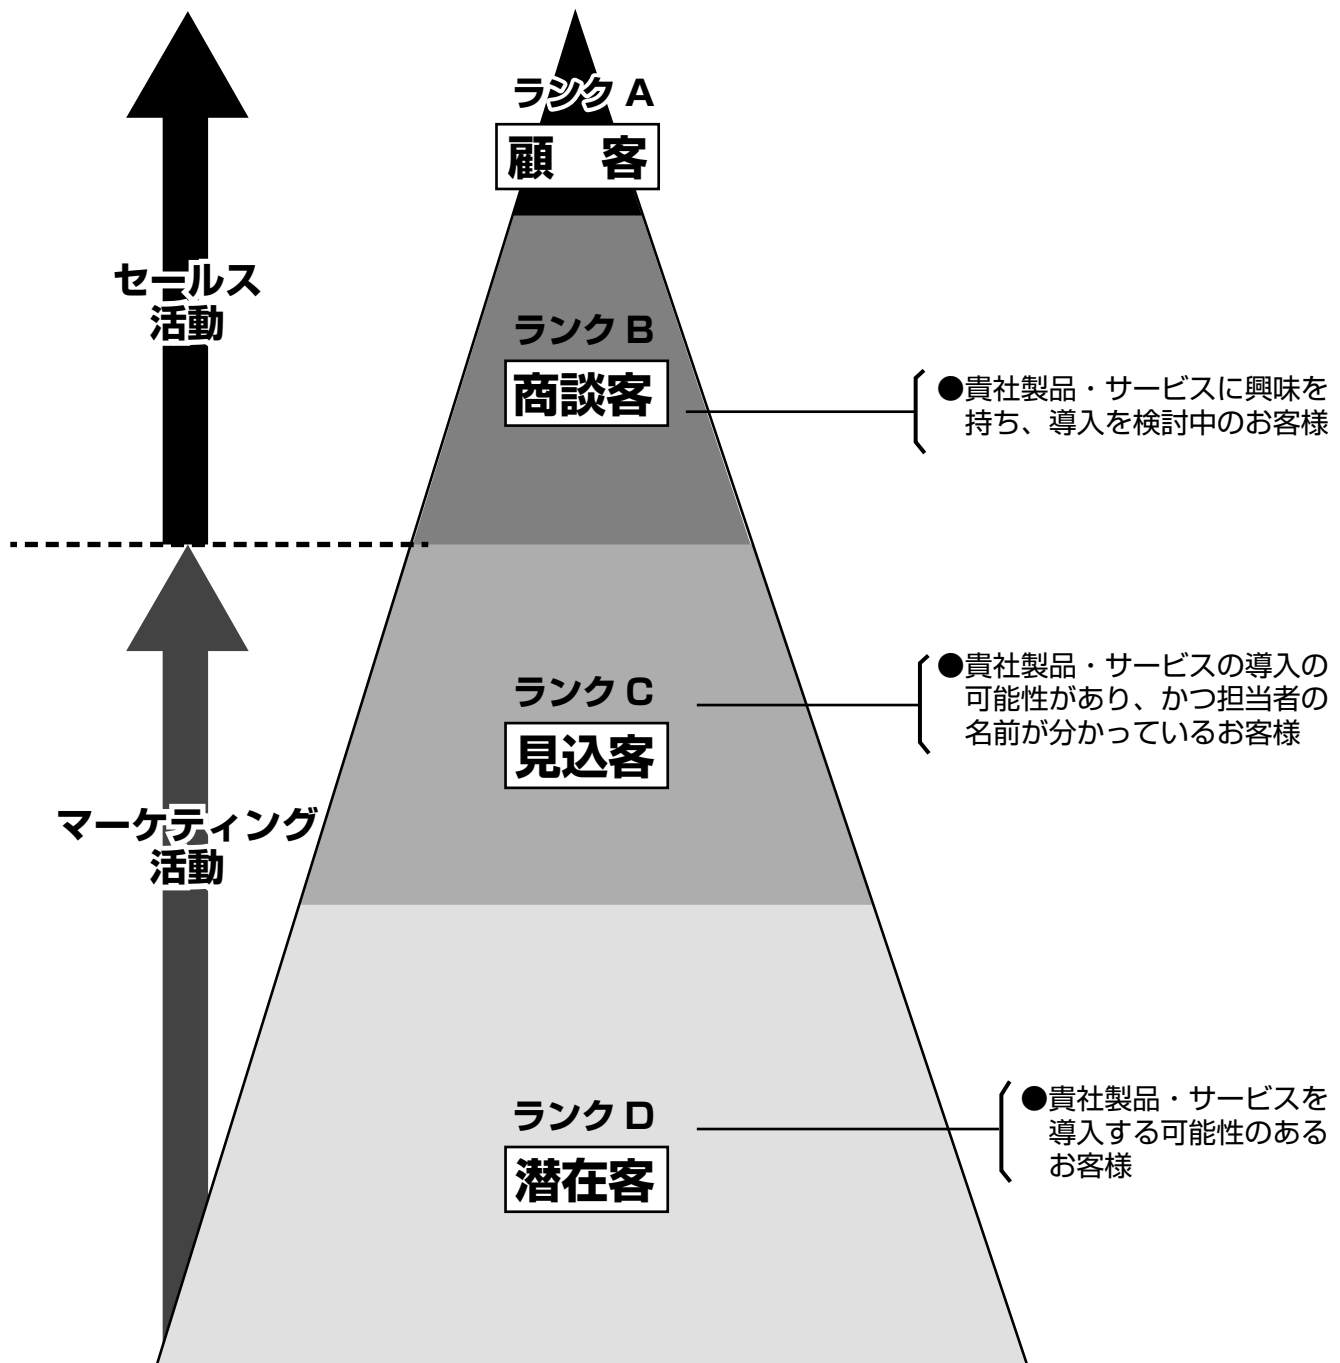 ランク A
顧　客
セールス
活動
ランク B
商談客
●貴社製品・サービスに興味を
持ち、導入を検討中のお客様
ランク C
見込客
●貴社製品・サービスの導入の
可能性があり、かつ担当者の
名前が分かっているお客様
マーケティング
活動
ランク D
潜在客
●貴社製品・サービスを
導入する可能性のある
お客様